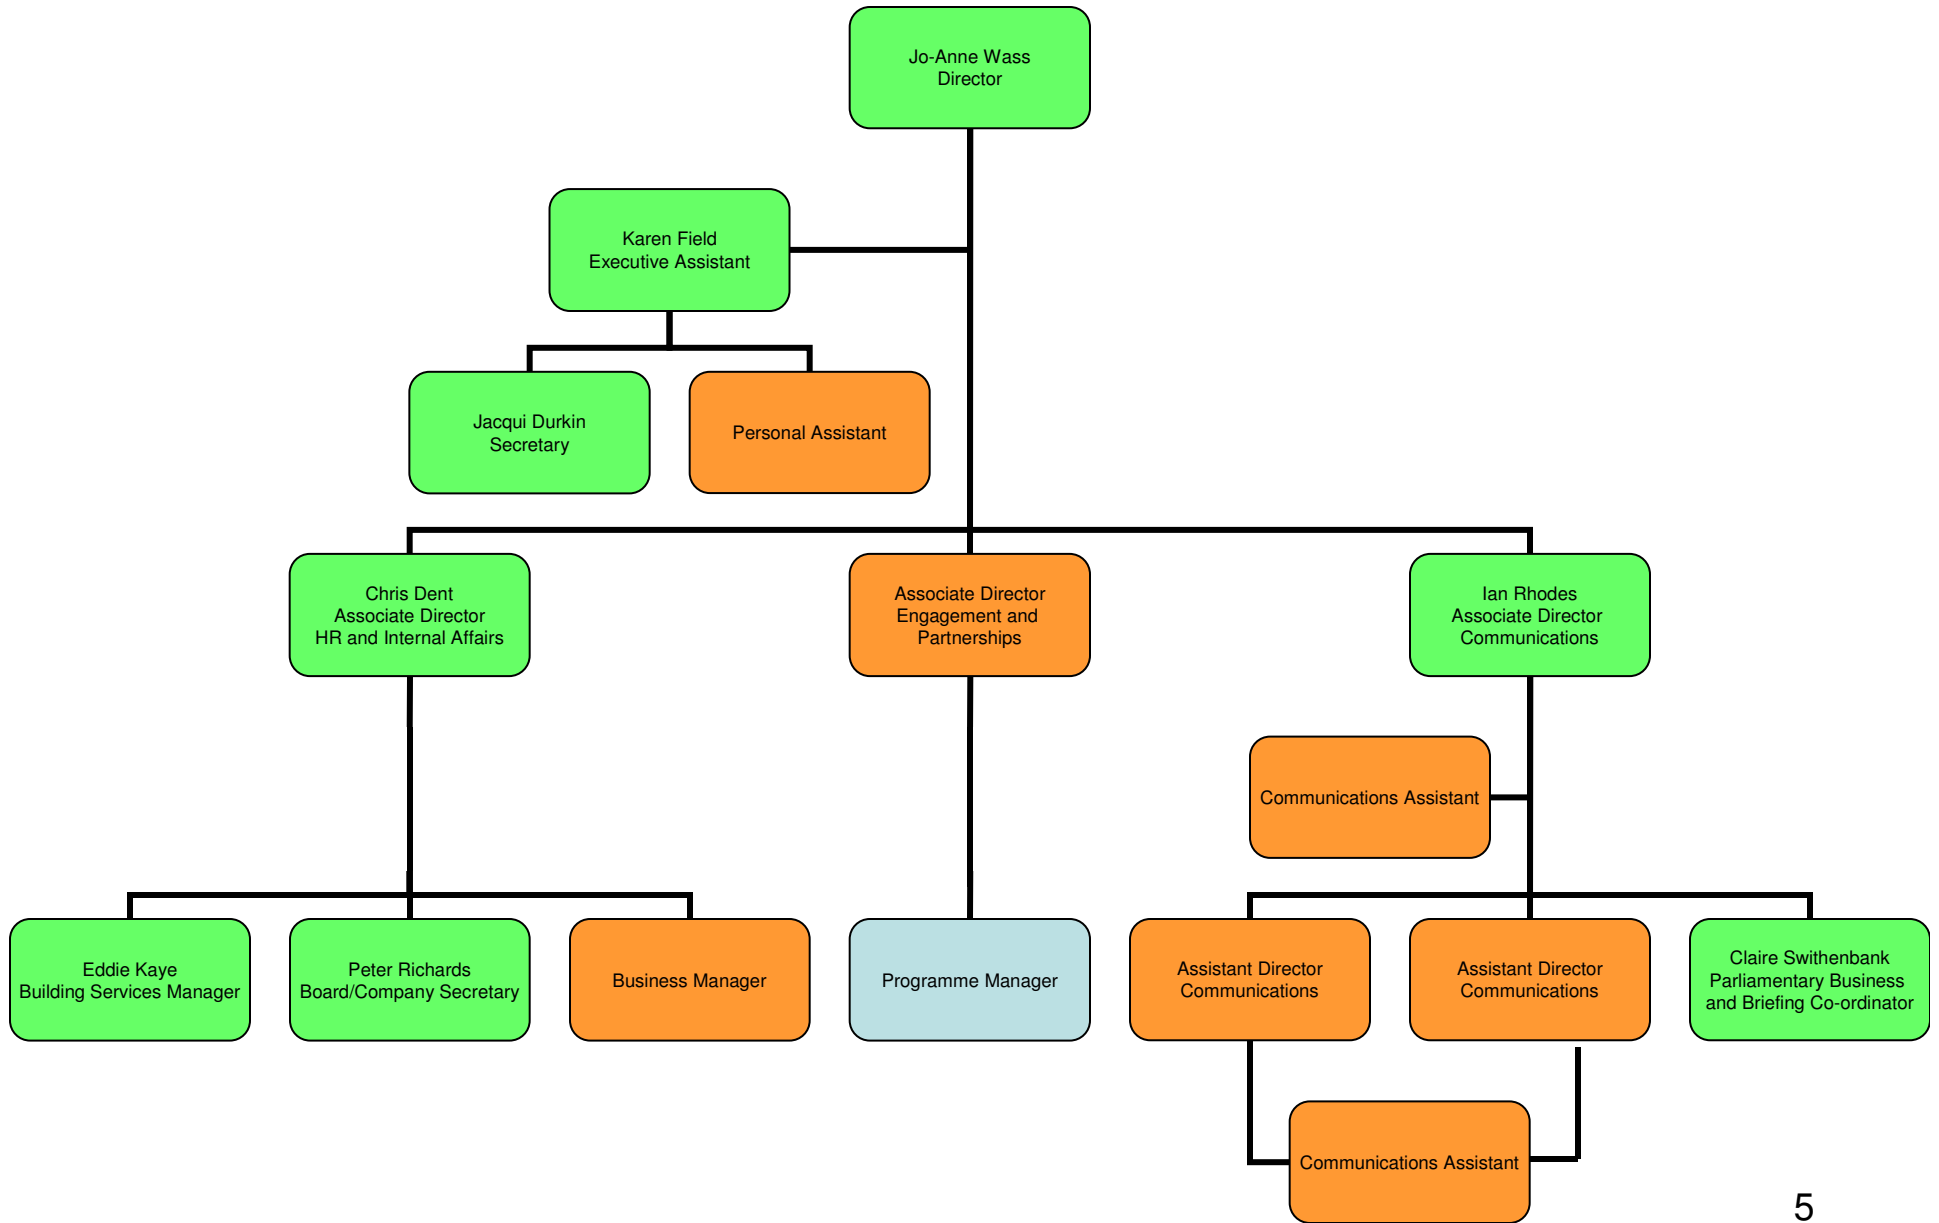 Jo-Anne Wass
Director
Karen Field
Executive Assistant
Jacqui Durkin
Secretary
Personal Assistant
Chris Dent
Associate Director
HR and Internal Affairs
Associate Director
Engagement and
Partnerships
Ian Rhodes
Associate Director
Communications
Communications Assistant
Eddie Kaye
Building Services Manager
Peter Richards
Board/Company Secretary
Business Manager
Programme Manager
Assistant Director
Communications
Assistant Director
Communications
Claire Swithenbank
Parliamentary Business
and Briefing Co-ordinator
Communications Assistant
5